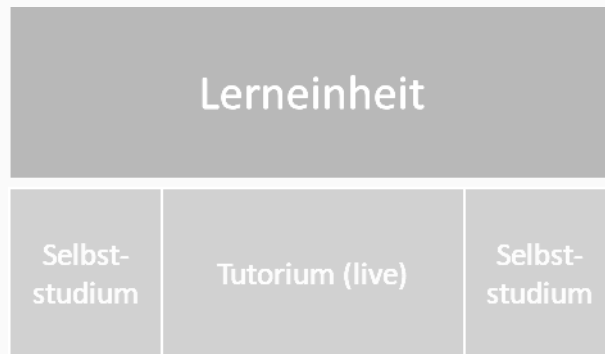 Lerneinheit
Selbst-
studium
Tutorium (live)
Selbst-
studium